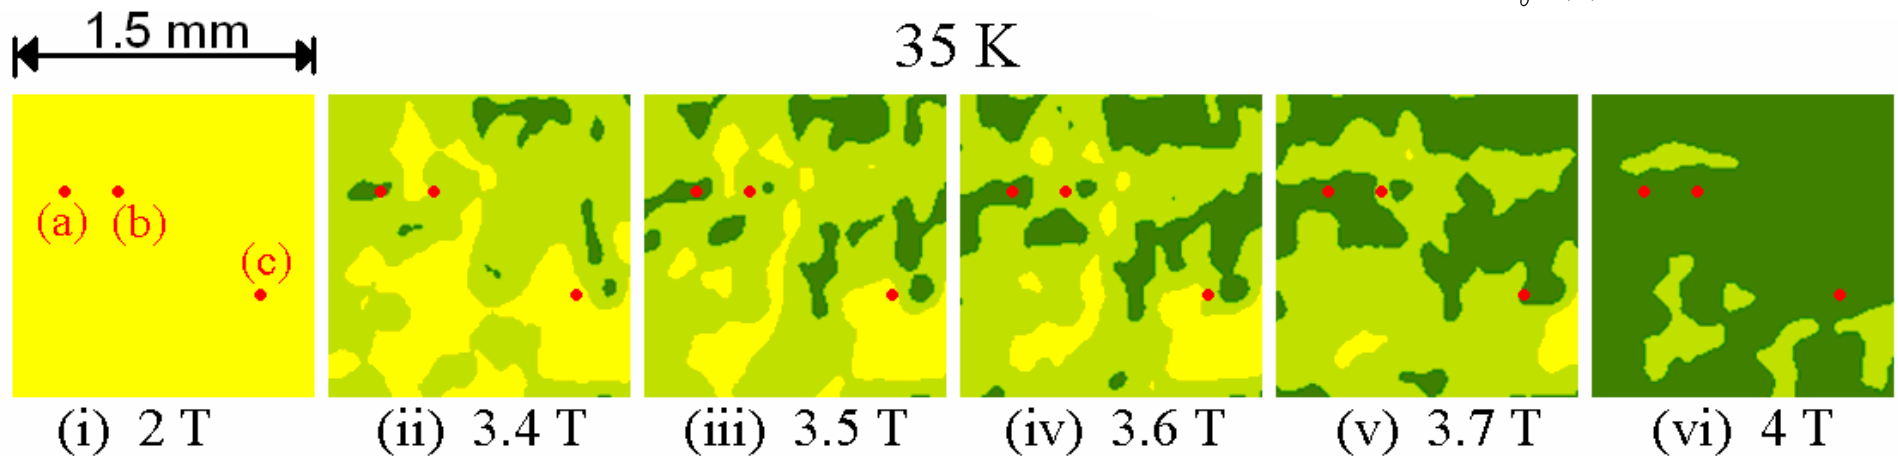 1.5 mm
35 K
(a) (b)
(c)
(i) 2 T (ii) 3.4 T (iii) 3.5 T (iv) 3.6 T (v) 3.7 T (vi) 4 T